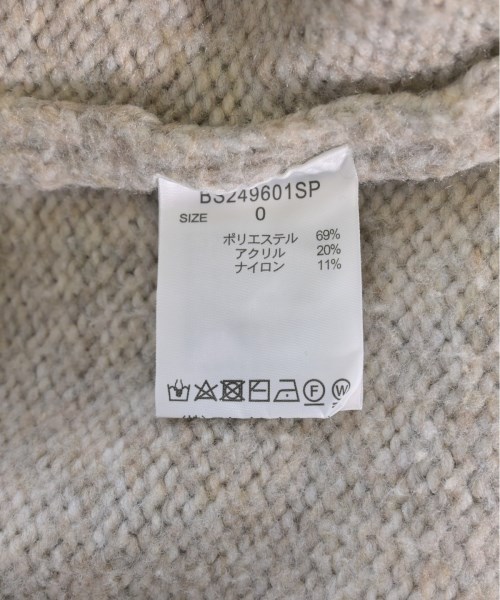 BS249601SP
SIZE 0
ポリエステル 69%
アクリル 20%
ナイロン 11%
F W